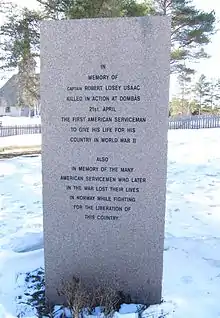 IN
MEMORY OF
CAPTAIN ROBERT LOSEY USAAC
KILLED IN ACTION AT DOMBÅS
21ST. APRIL
THE FIRST AMERICAN SERVICEMAN
TO GIVE HIS LIFE FOR HIS
COUNTRY IN WORLD WAR II
ALSO
IN MEMORY OF THE MANY
AMERICAN SERVICEMEN WHO LATER
IN THE WAR LOST THEIR LIVES
IN NORWAY WHILE FIGHTING
FOR THE LIBERATION OF
THIS COUNTRY